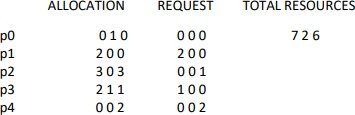 ALLOCATION REQUEST TOTAL RESOURCES
p0 0 1 0 0 0 0 7 2 6
p1 2 0 0 2 0 0
p2 3 0 3 0 0 1
p3 2 1 1 1 0 0
p4 0 0 2 0 0 2